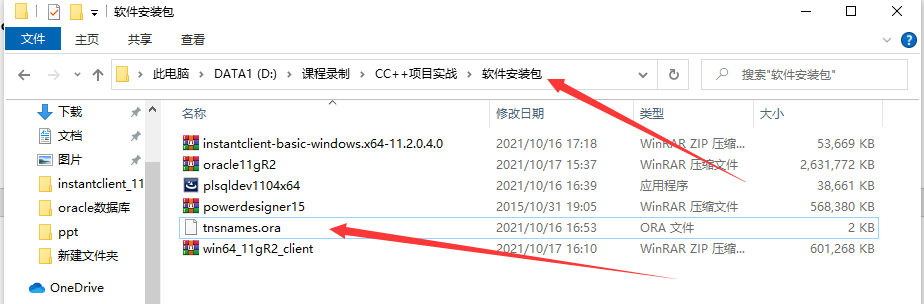 软件安装包
文件 主页 共享 查看
此电脑 > DATA1 (D:) > 课程录制 > CC++项目实战 > 软件安装包 搜索"软件安装包"
名称 修改日期 类型 大小
下载
文档
图片
instantclient_11
oracle数据库
ppt
新建文件夹
OneDrive
instantclient-basic-windows.x64-11.2.0.4.0 2021/10/16 17:18 WinRAR ZIP 压缩... 53,669 KB
oracle11gR2 2021/10/17 15:37 WinRAR 压缩文件 2,631,772 KB
plsqldev1104x64 2021/10/16 16:39 应用程序 38,661 KB
powerdesigner15 2015/10/31 19:05 WinRAR 压缩文件 568,380 KB
tnsnames.ora 2021/10/16 16:53 ORA 文件 2 KB
win64_11gR2_client 2021/10/17 16:10 WinRAR ZIP 压缩... 601,268 KB